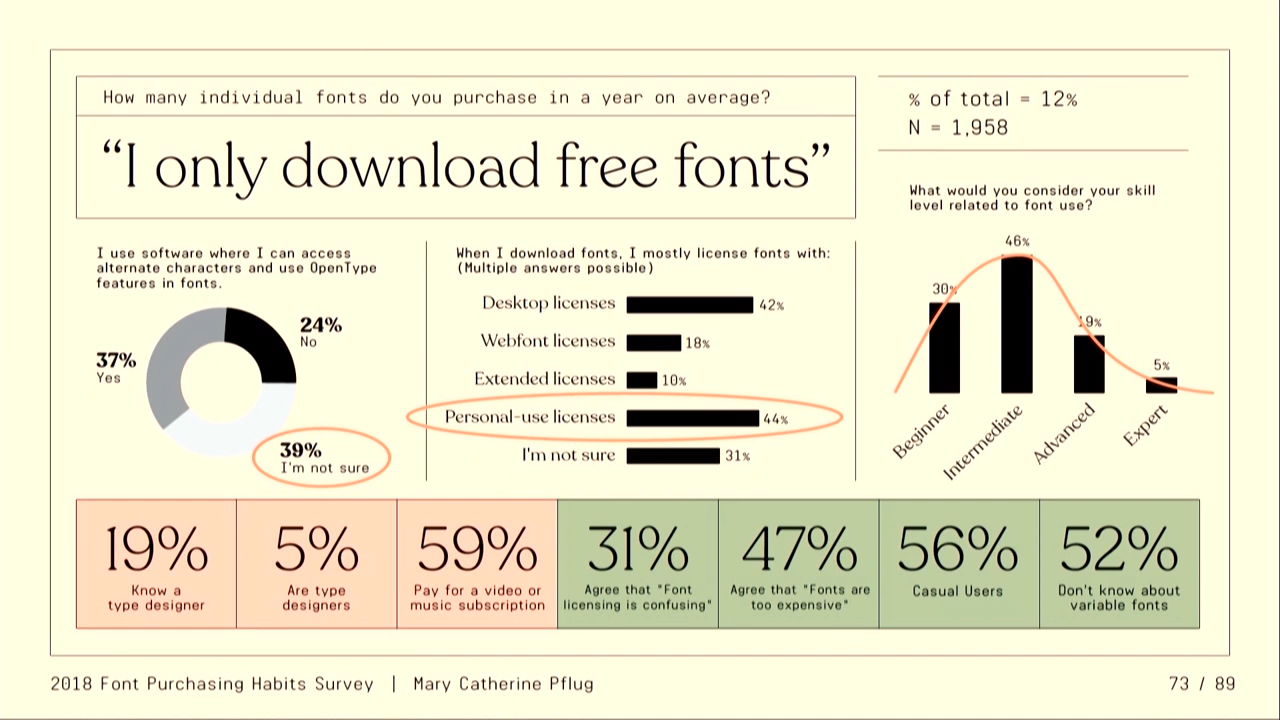 How many individual fonts do you purchase in a year on average?
“I only download free fonts”
% of total = 12%
N = 1,958
What would you consider your skill
level related to font use?
I use software where I can access
alternate characters and use OpenType
features in fonts.
24%
No
37%
Yes
39%
I'm not sure
When I download fonts, I mostly license fonts with:
(Multiple answers possible)
Desktop licenses 42%
Webfont licenses 18%
Extended licenses 10%
Personal-use licenses 44%
I'm not sure 31%
46%
30%
19%
5%
Beginner
Intermediate
Advanced
Expert
19%
Know a
type designer
5%
Are type
designers
59%
Pay for a video or
music subscription
31%
Agree that "Font
licensing is confusing"
47%
Agree that "Fonts are
too expensive"
56%
Casual Users
52%
Don't know about
variable fonts
2018 Font Purchasing Habits Survey | Mary Catherine Pflug
73 / 89